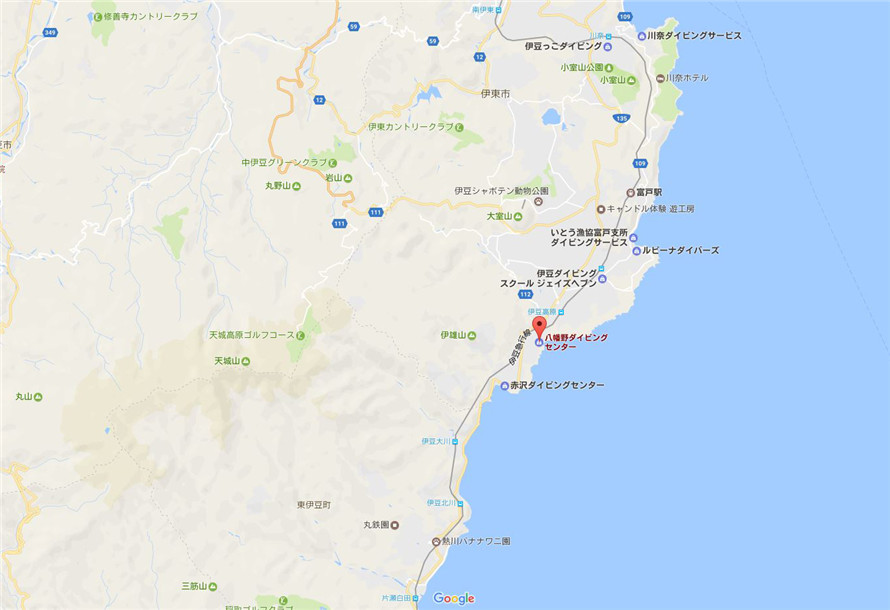 南伊東
109
修善寺カントリークラブ
349
59
59
川奈
川奈ダイビングサービス
伊豆っこダイビング
12
小室山公園
小室山
川奈ホテル
伊東市
12
135
伊東カントリークラブ
中伊豆グリーンクラブ
109
岩山
丸野山
伊豆シャボテン動物公園
富戸駅
キャンドル体験 遊工房
大室山
111
111
いとう漁協富戸支所
ダイビングサービス
ルビーナダイバーズ
伊豆ダイビング
スクール ジェイズヘブン
112
伊豆高原
天城高原ゴルフコース
伊雄山
伊豆急行線
八幡野ダイビング
センター
天城山
赤沢ダイビングセンター
丸山
伊豆大川
伊豆北川
東伊豆町
丸鉄園
熱川バナナワニ園
三筋山
片瀬白田
Google